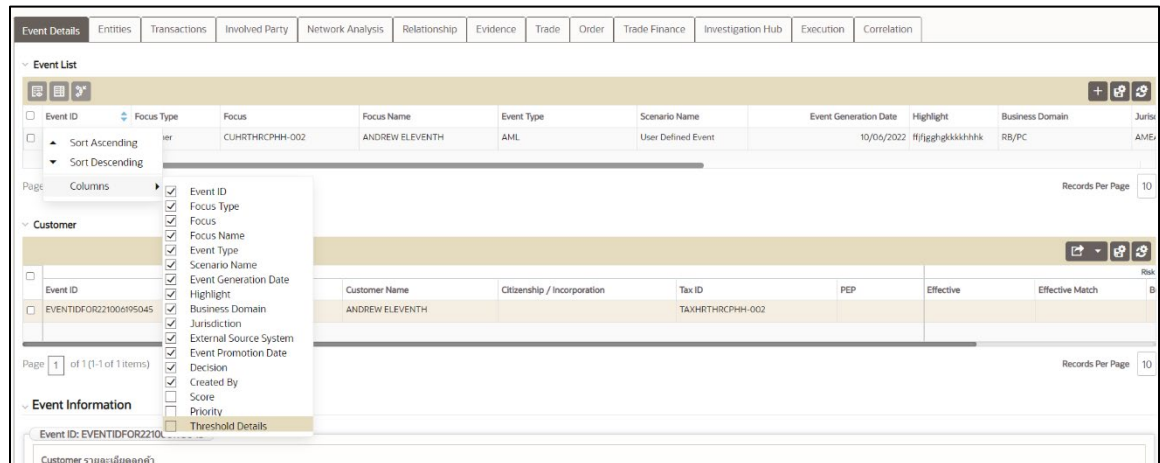 Event Details Entities Transactions Involved Party Network Analysis Relationship Evidence Trade Order Trade Finance Investigation Hub Execution Correlation
Event List
Event ID Focus Type Focus Focus Name Event Type Scenario Name Event Generation Date Highlight Business Domain
CUHRTHRCPHH-002 ANDREW ELEVENTH AML User Defined Event 10/06/2022 RB/PC
Sort Ascending
Sort Descending
Columns
Records Per Page 10
Event ID
Focus Type
Focus
Focus Name
Event Type
Scenario Name
Event Generation Date
Highlight
Business Domain
Jurisdiction
External Source System
Event Promotion Date
Decision
Created By
Score
Priority
Threshold Details
Customer
Risk
Event ID Customer Name Citizenship / Incorporation Tax ID PEP Effective Effective Match
EVENTIDFOR221006195045 ANDREW ELEVENTH TAXHRTHRCPHH-002
Page 1 of 1 (1-1 of 1 items) Records Per Page 10
Event Information
Event ID:
Customer รายละเอียดลูกค้า